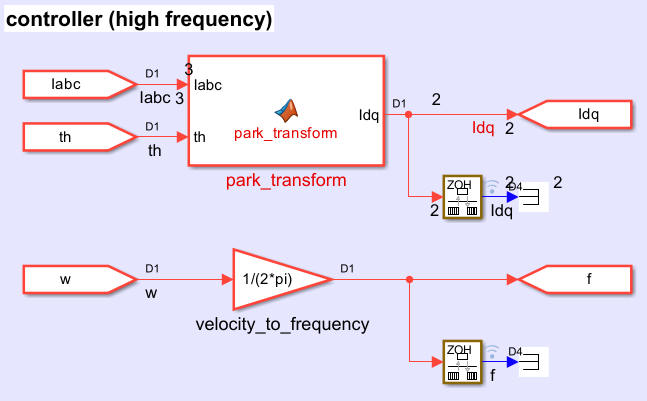 controller (high frequency)
Iabc
D1
Iabc
3
3
Iabc
th
D1
th
th
park_transform
Idq
park_transform
D1
2
Idq
2
Idq
ZOH
2
Idq
2
D4
2
w
D1
w
1/(2*pi)
velocity_to_frequency
D1
f
ZOH
f
D4